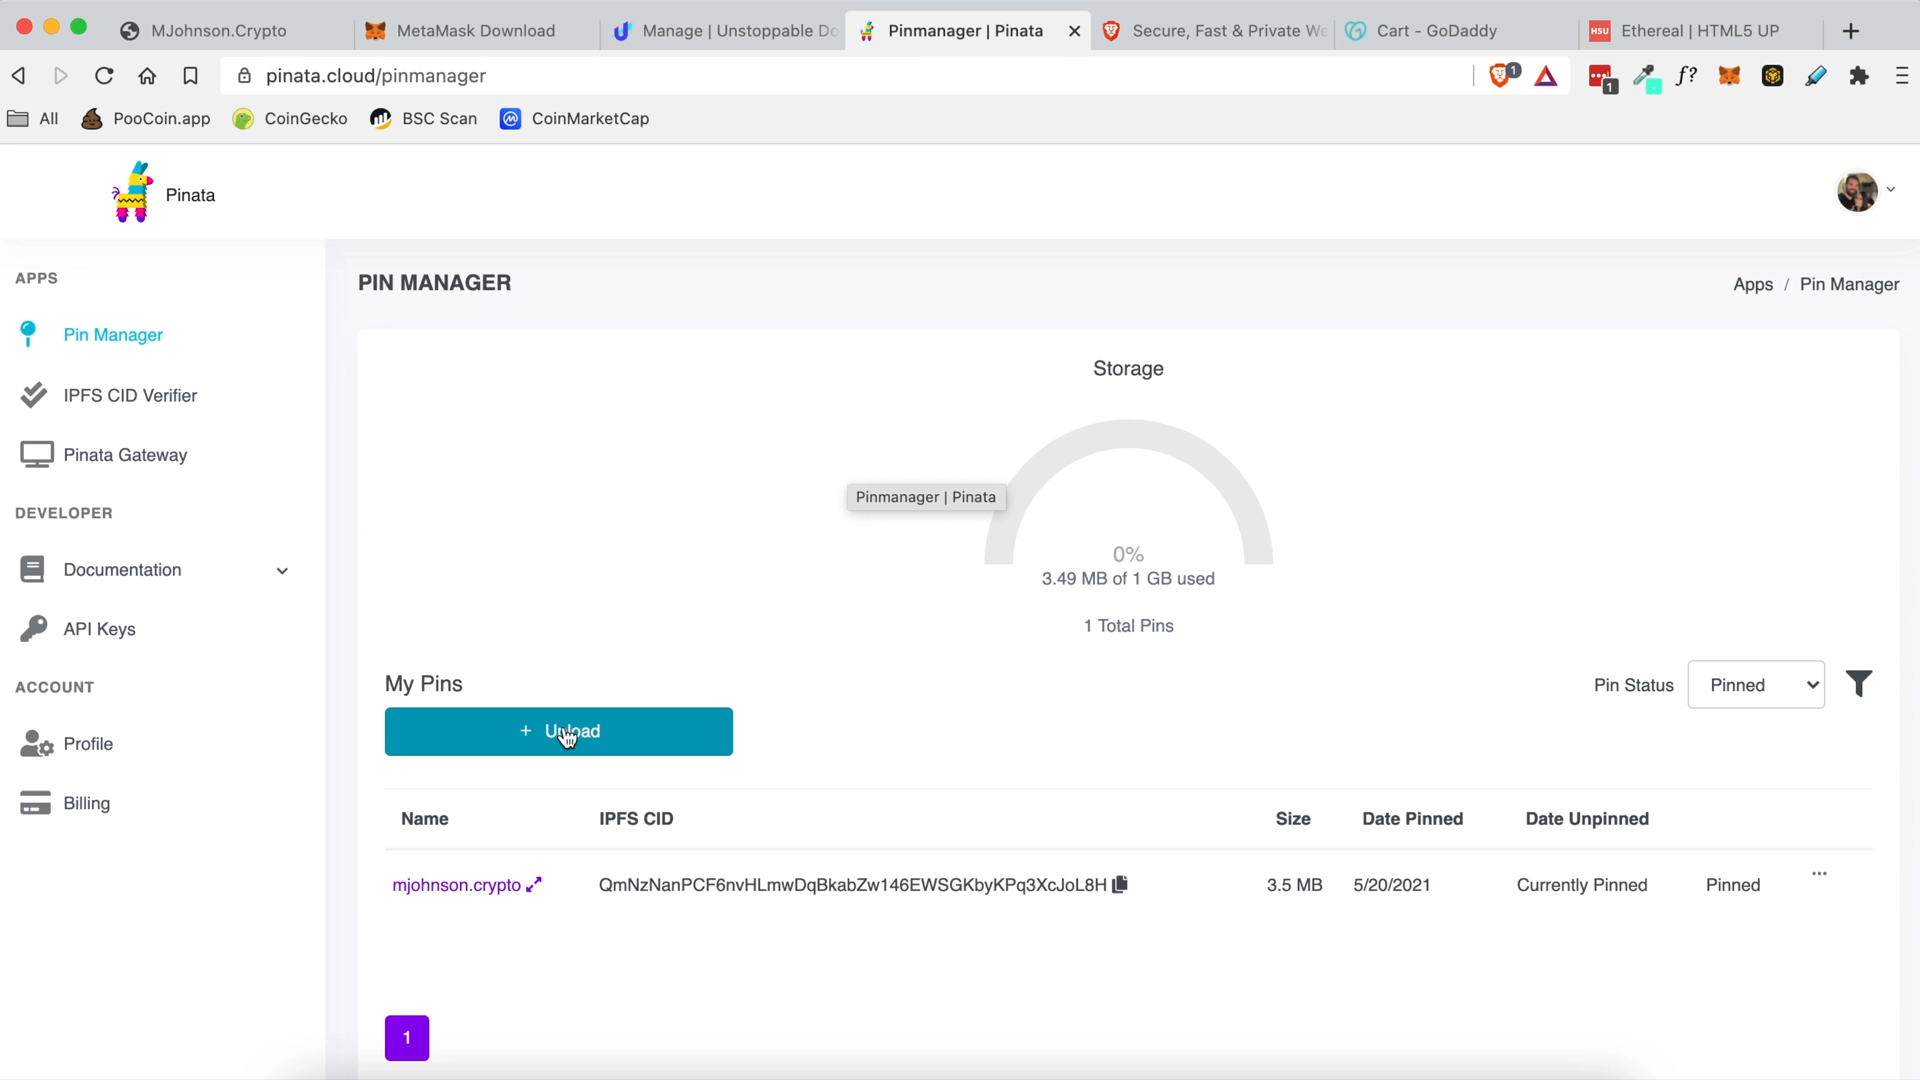 MJohnson.Crypto
MetaMask Download
Manage | Unstoppable Do
Pinmanager | Pinata
Secure, Fast & Private We
Cart - GoDaddy
HSU
Ethereal | HTML5 UP
pinata.cloud/pinmanager
1
1
f?
All
PooCoin.app
CoinGecko
BSC Scan
CoinMarketCap
Pinata
APPS
Pin Manager
IPFS CID Verifier
Pinata Gateway
DEVELOPER
Documentation
API Keys
ACCOUNT
Profile
Billing
PIN MANAGER
Apps / Pin Manager
Storage
Pinmanager | Pinata
0%
3.49 MB of 1 GB used
1 Total Pins
My Pins
Pin Status
Pinned
+ Upload
Name
IPFS CID
Size
Date Pinned
Date Unpinned
mjohnson.crypto
QmNzNanPCF6nvHLmwDqBkabZw146EWSGKbyKPq3XcJoL8H
3.5 MB
5/20/2021
Currently Pinned
Pinned
1